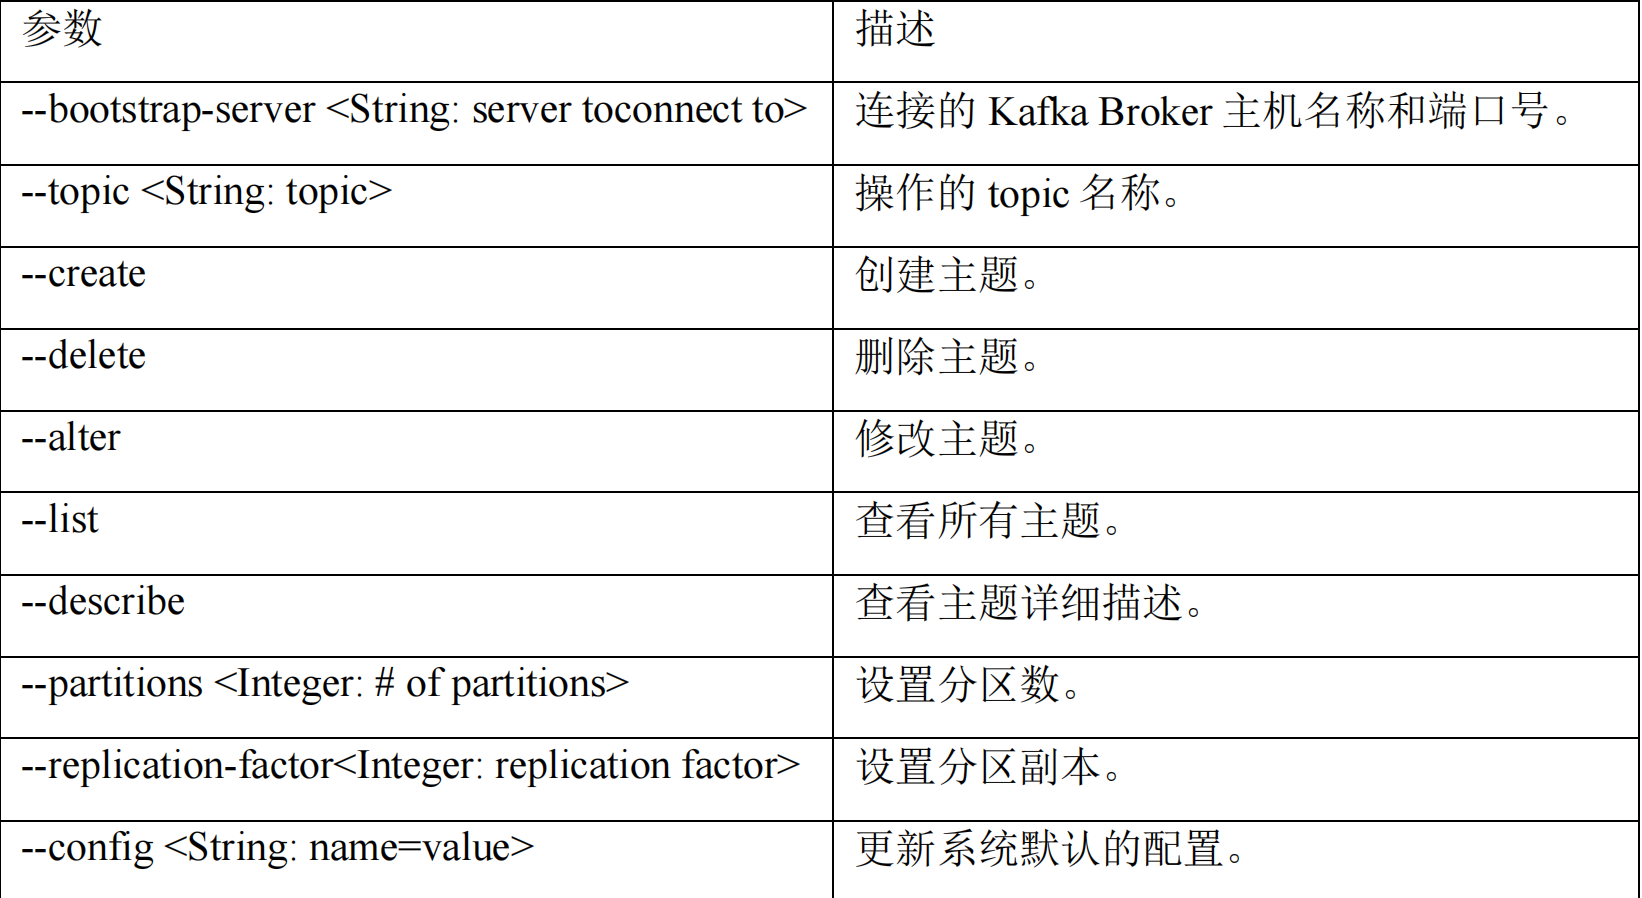 参数 描述
--bootstrap-server <String: server toconnect to> 连接的 Kafka Broker 主机名称和端口号。
--topic <String: topic> 操作的 topic 名称。
--create 创建主题。
--delete 删除主题。
--alter 修改主题。
--list 查看所有主题。
--describe 查看主题详细描述。
--partitions <Integer: # of partitions> 设置分区数。
--replication-factor<Integer: replication factor> 设置分区副本。
--config <String: name=value> 更新系统默认的配置。